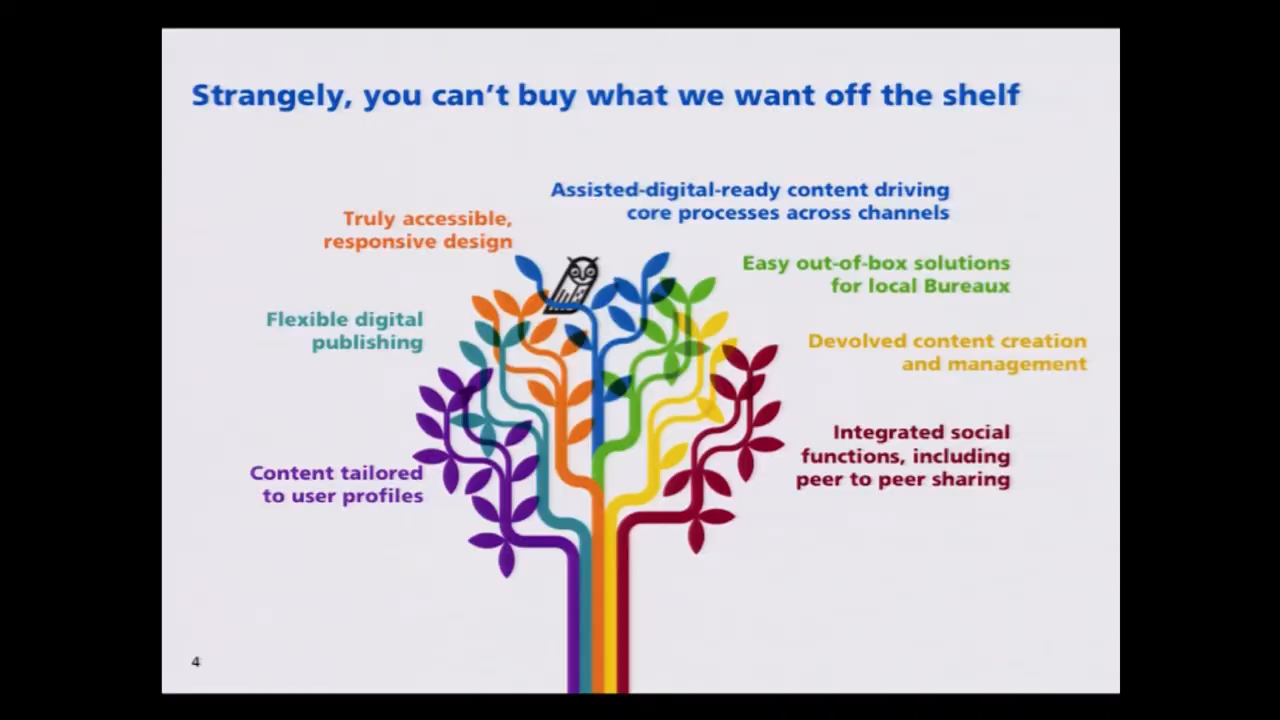 Strangely, you can't buy what we want off the shelf
Assisted-digital-ready content driving
core processes across channels
Truly accessible,
responsive design
Easy out-of-box solutions
for local Bureaux
Flexible digital
publishing
Devolved content creation
and management
Integrated social
functions, including
peer to peer sharing
Content tailored
to user profiles
4